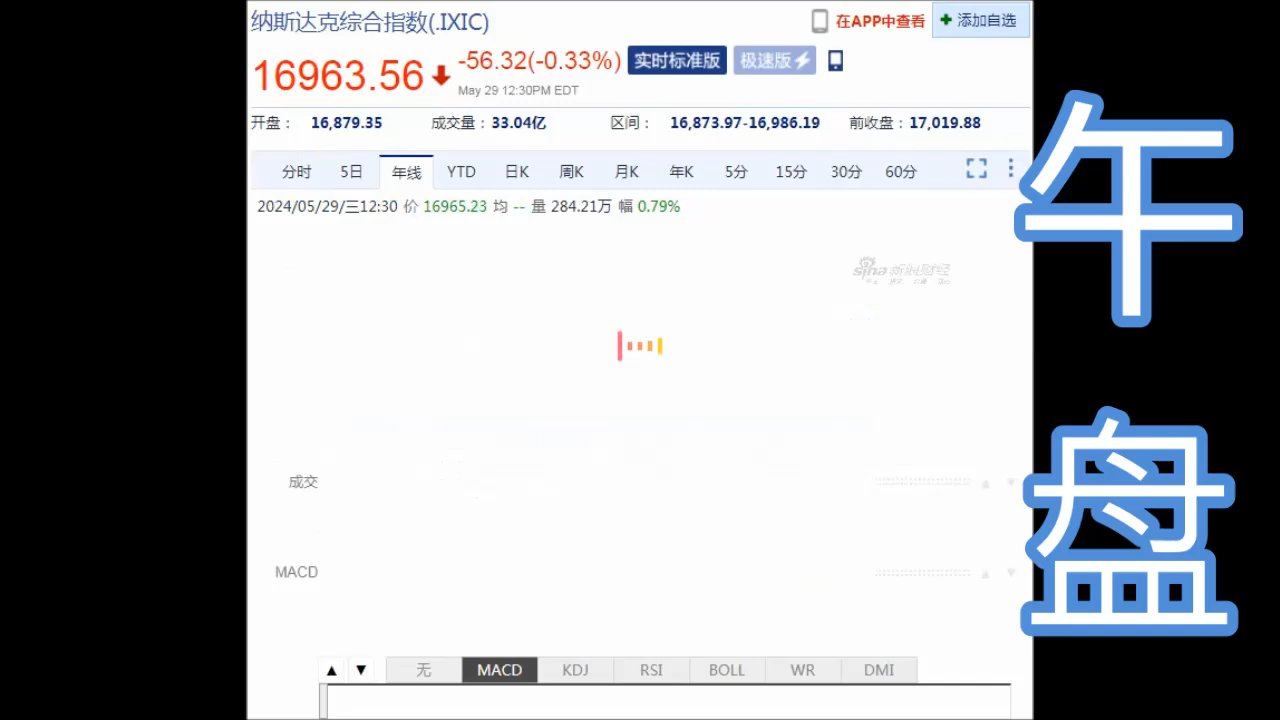 纳斯达克综合指数(.IXIC)
在APP中查看
添加自选
16963.56
-56.32(-0.33%)
实时标准版
极速版
May 29 12:30PM EDT
开盘： 16,879.35 成交量：33.04亿 区间： 16,873.97-16,986.19 前收盘：17,019.88
分时 5日 年线 YTD 日K 周K 月K 年K 5分 15分 30分 60分
2024/05/29/三12:30 价 16965.23 均 -- 量 284.21万 幅 0.79%
sina 新浪财经
成交
MACD
无 MACD KDJ RSI BOLL WR DMI
午
盘